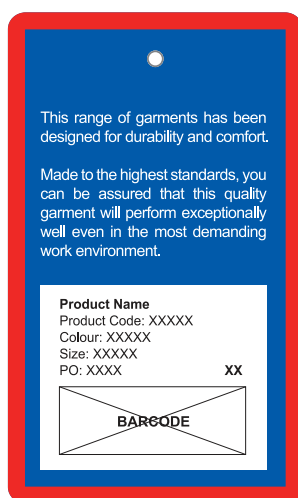 This range of garments has been
designed for durability and comfort.
Made to the highest standards, you
can be assured that this quality
garment will perform exceptionally
well even in the most demanding
work environment.
Product Name
Product Code: XXXXX
Colour: XXXXX
Size: XXXXX
PO: XXXX XX
BARCODE